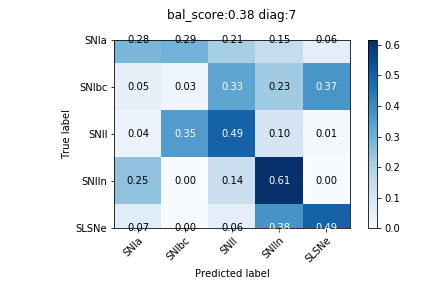 bal_score:0.38 diag:7
SNIa 0.28 0.29 0.21 0.15 0.06
0.6
SNIbc 0.05 0.03 0.33 0.23 0.37
0.5
SNII 0.04 0.35 0.49 0.10 0.01
0.4
0.3
SNIIn 0.25 0.00 0.14 0.61 0.00
0.2
0.1
SLSNe 0.07 0.00 0.06 0.38 0.49
0.0
True label
SNIa SNIbc SNII SNIIn SLSNe
Predicted label